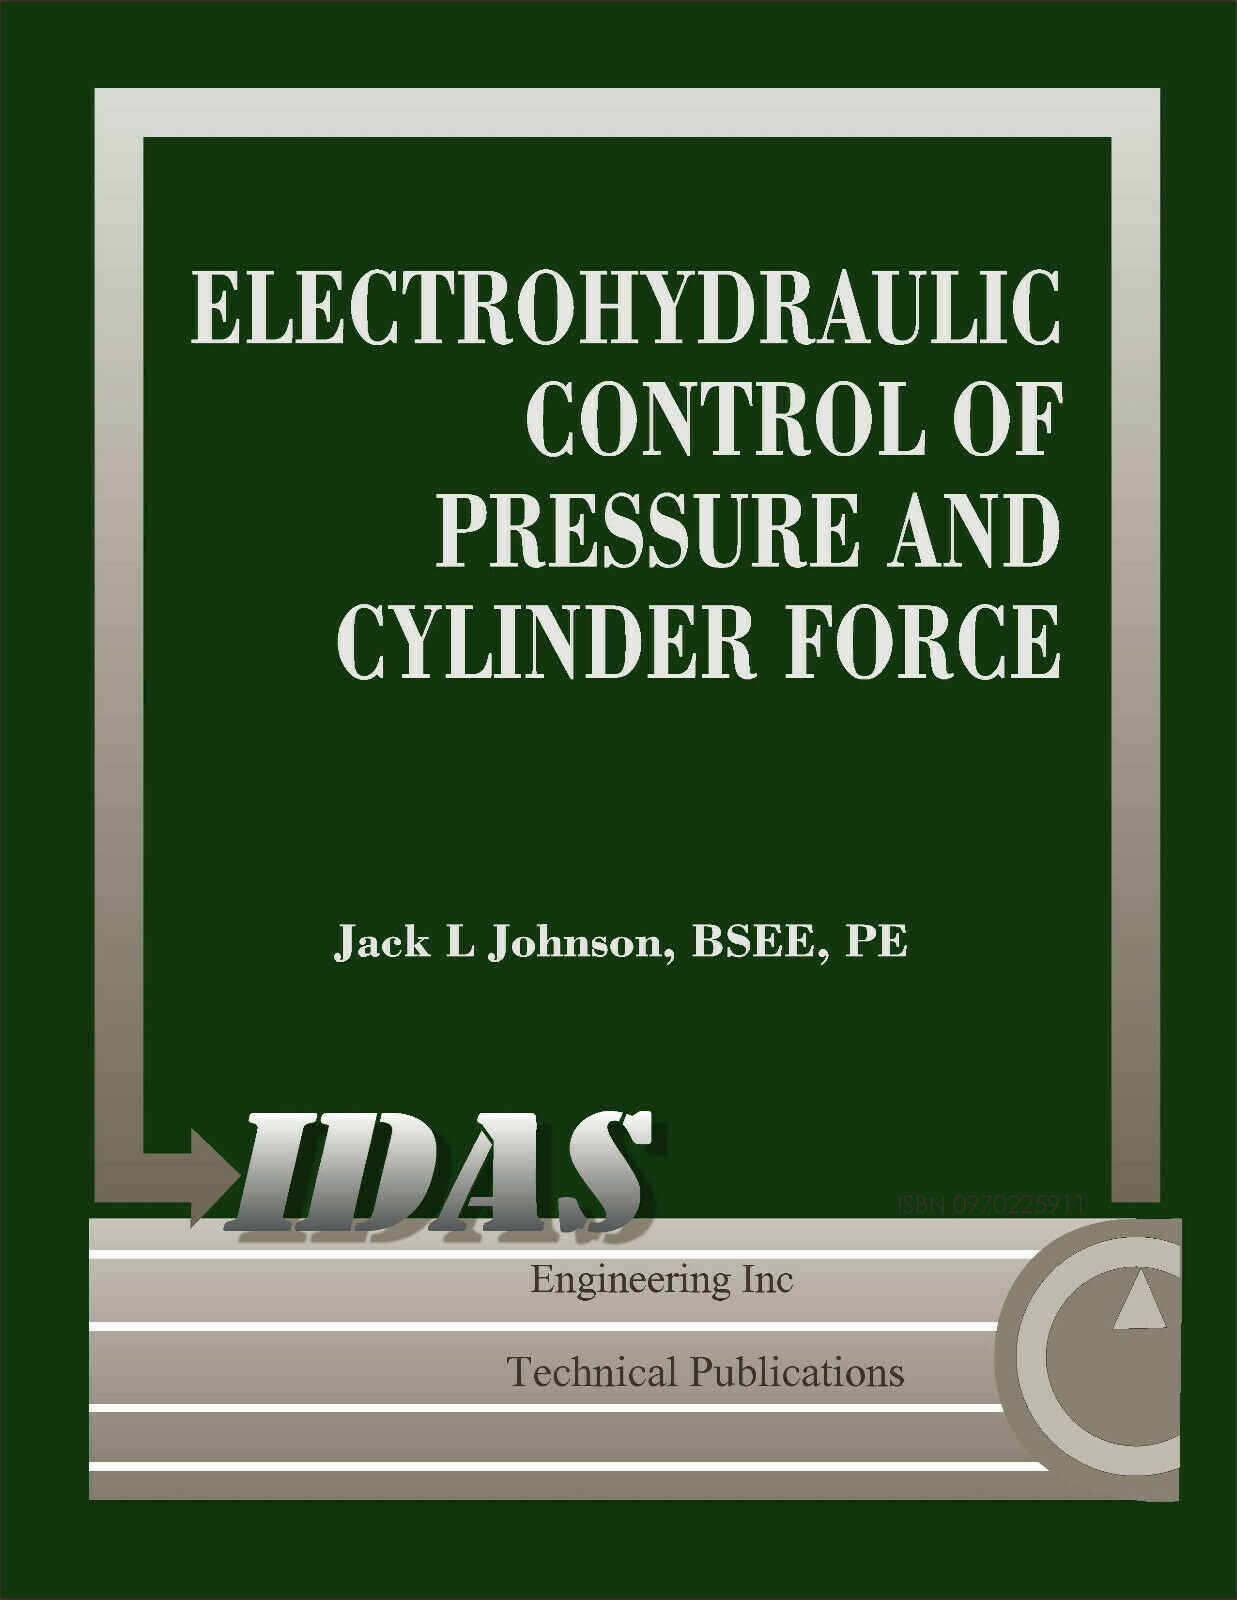 ELECTROHYDRAULIC
CONTROL OF
PRESSURE AND
CYLINDER FORCE
Jack L Johnson, BSEE, PE
IDAS
ISBN 0970225911
Engineering Inc
Technical Publications